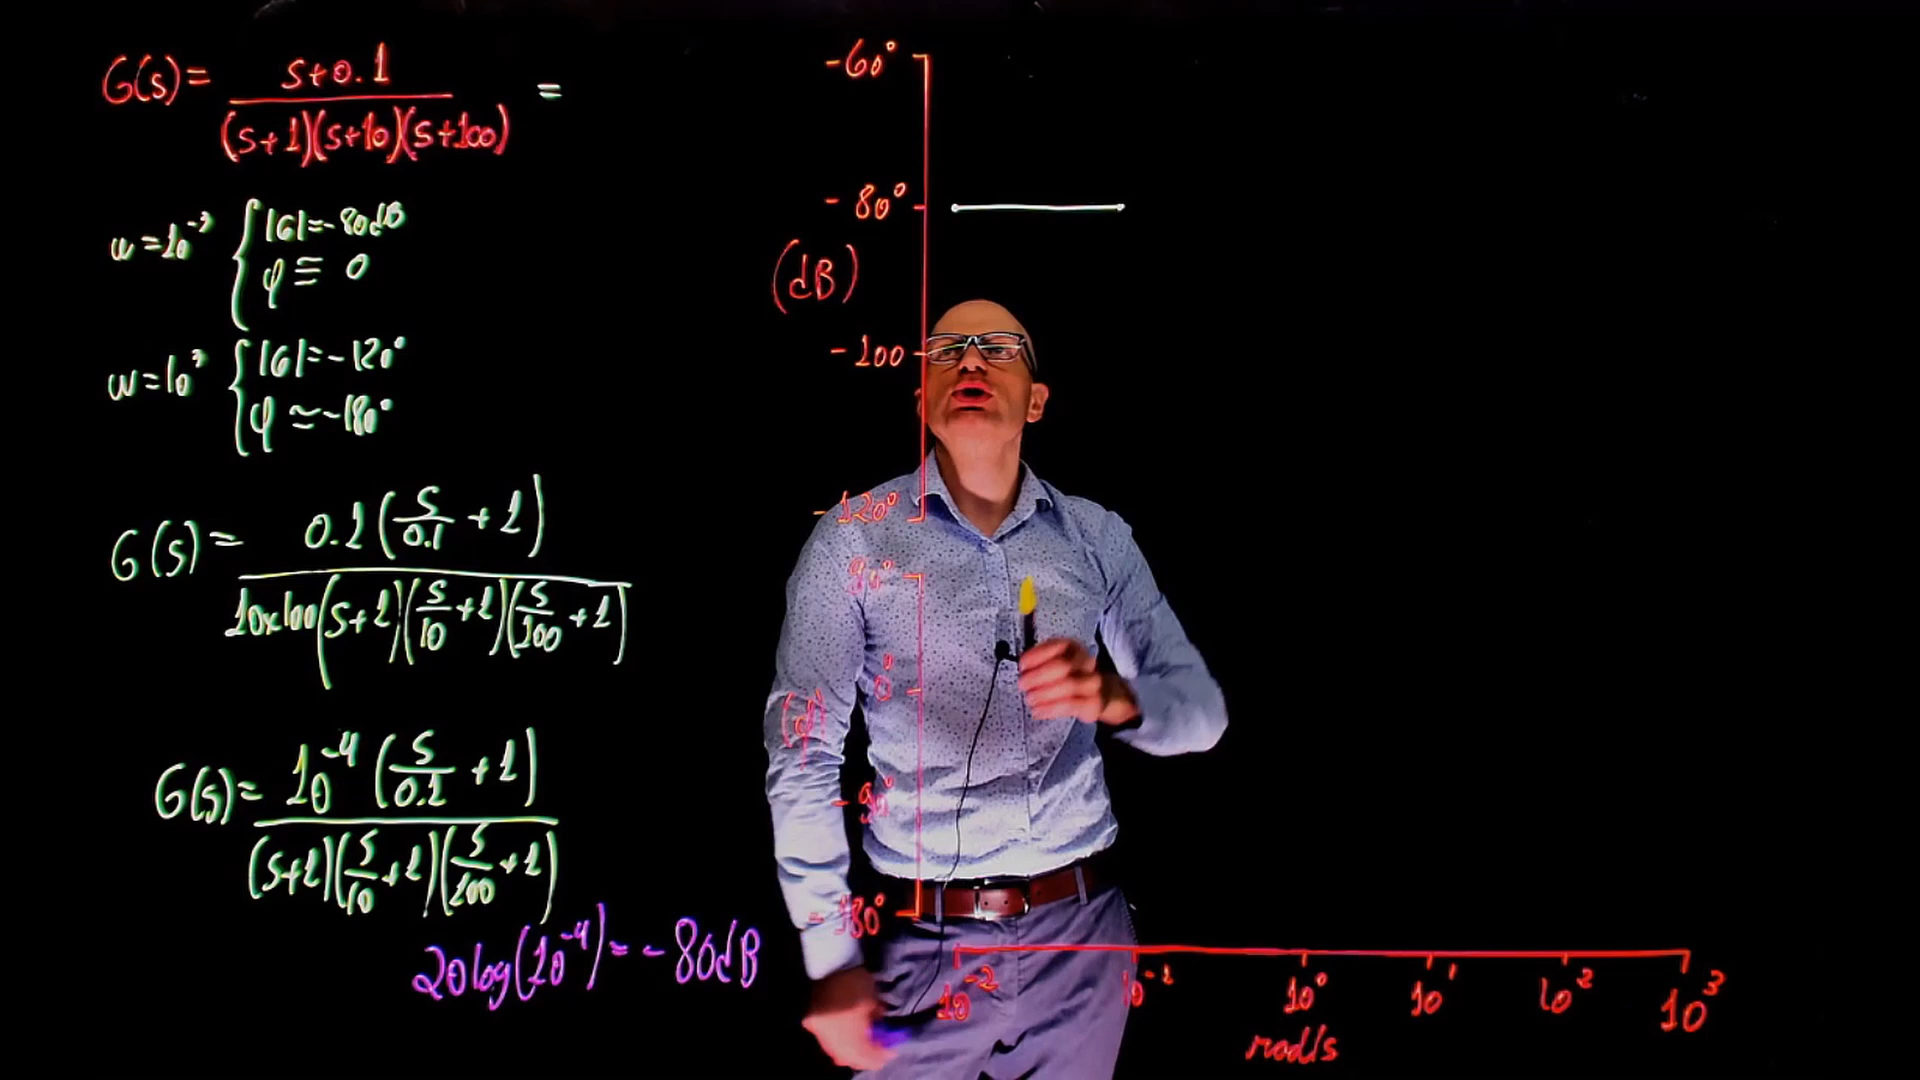 G(s) = s+0.1 / (s+1)(s+10)(s+100) =
w=10⁻³ { |G|=-80dB
φ ≅ 0
w=10³ { |G|=-120°
φ ≃ -180°
G(s) = 0.1 (s/0.1 + 1) / 10x100(s+1)(s/10 +1)(s/100 +1)
G(s) = 10⁻⁴ (s/0.1 + 1) / (s+1)(s/10 +1)(s/100 +1)
20log(10⁻⁴) = -80dB
-60°
-80°
(dB)
-100
-120°
90°
0°
(φ)
-90°
-180°
10⁻² 10⁻¹ 10⁰ 10¹ 10² 10³
rad/s